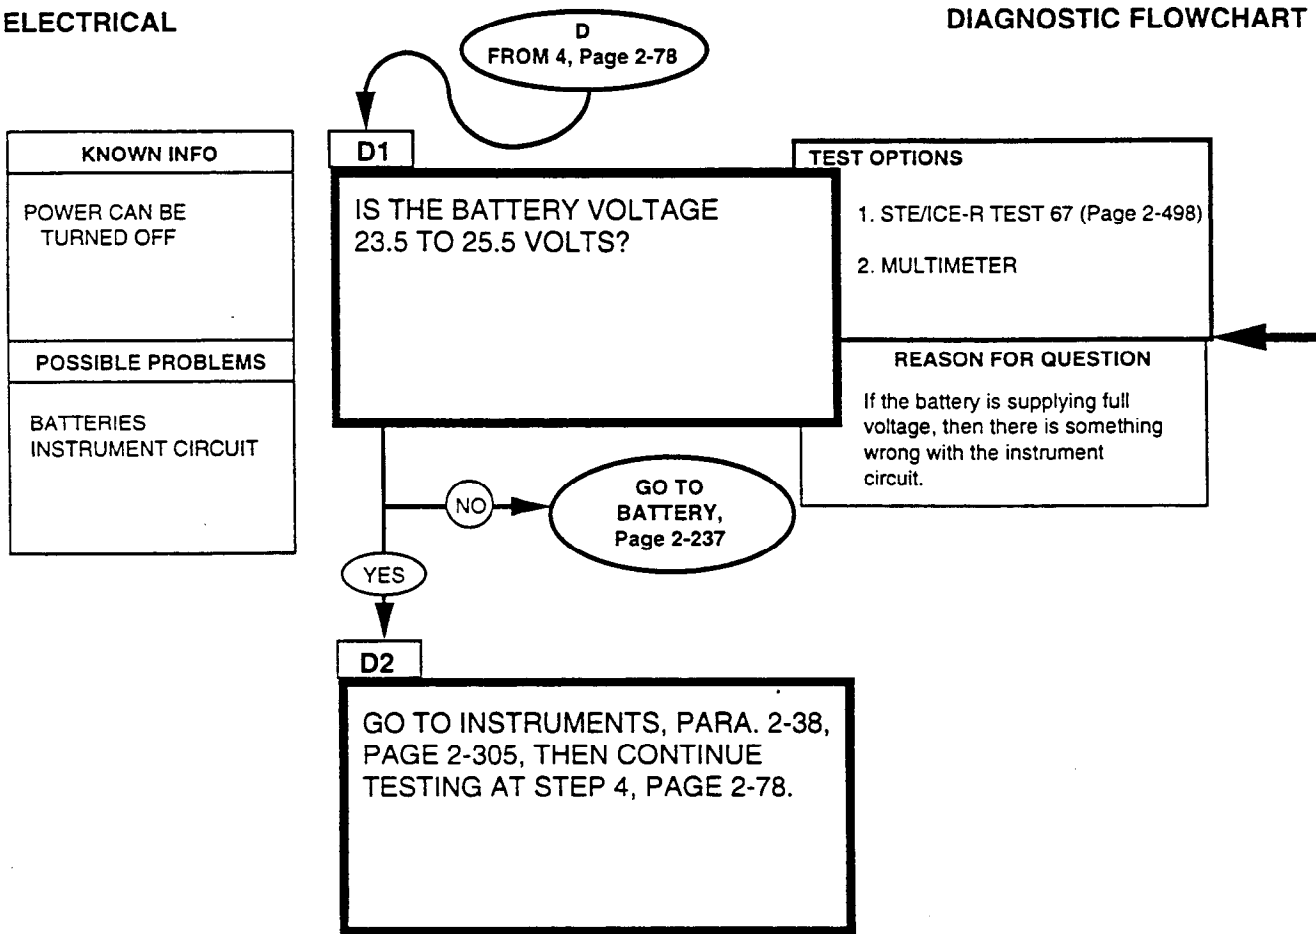 ELECTRICAL
DIAGNOSTIC FLOWCHART
D
FROM 4, Page 2-78
KNOWN INFO
POWER CAN BE
TURNED OFF
POSSIBLE PROBLEMS
BATTERIES
INSTRUMENT CIRCUIT
D1
IS THE BATTERY VOLTAGE
23.5 TO 25.5 VOLTS?
TEST OPTIONS
1. STE/ICE-R TEST 67 (Page 2-498)
2. MULTIMETER
REASON FOR QUESTION
If the battery is supplying full
voltage, then there is something
wrong with the instrument
circuit.
NO
GO TO
BATTERY,
Page 2-237
YES
D2
GO TO INSTRUMENTS, PARA. 2-38,
PAGE 2-305, THEN CONTINUE
TESTING AT STEP 4, PAGE 2-78.